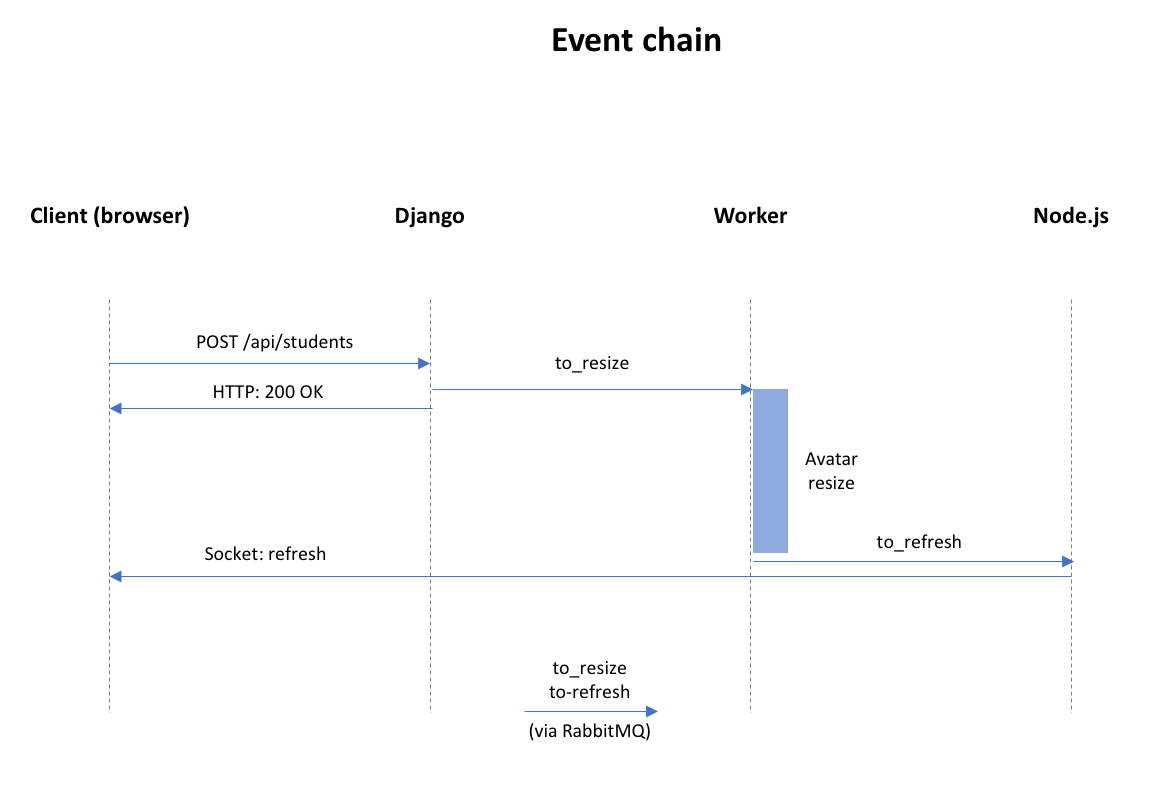 Event chain
Client (browser)
Django
Worker
Node.js
POST /api/students
to_resize
HTTP: 200 OK
Avatar
resize
to_refresh
Socket: refresh
to_resize
to-refresh
(via RabbitMQ)